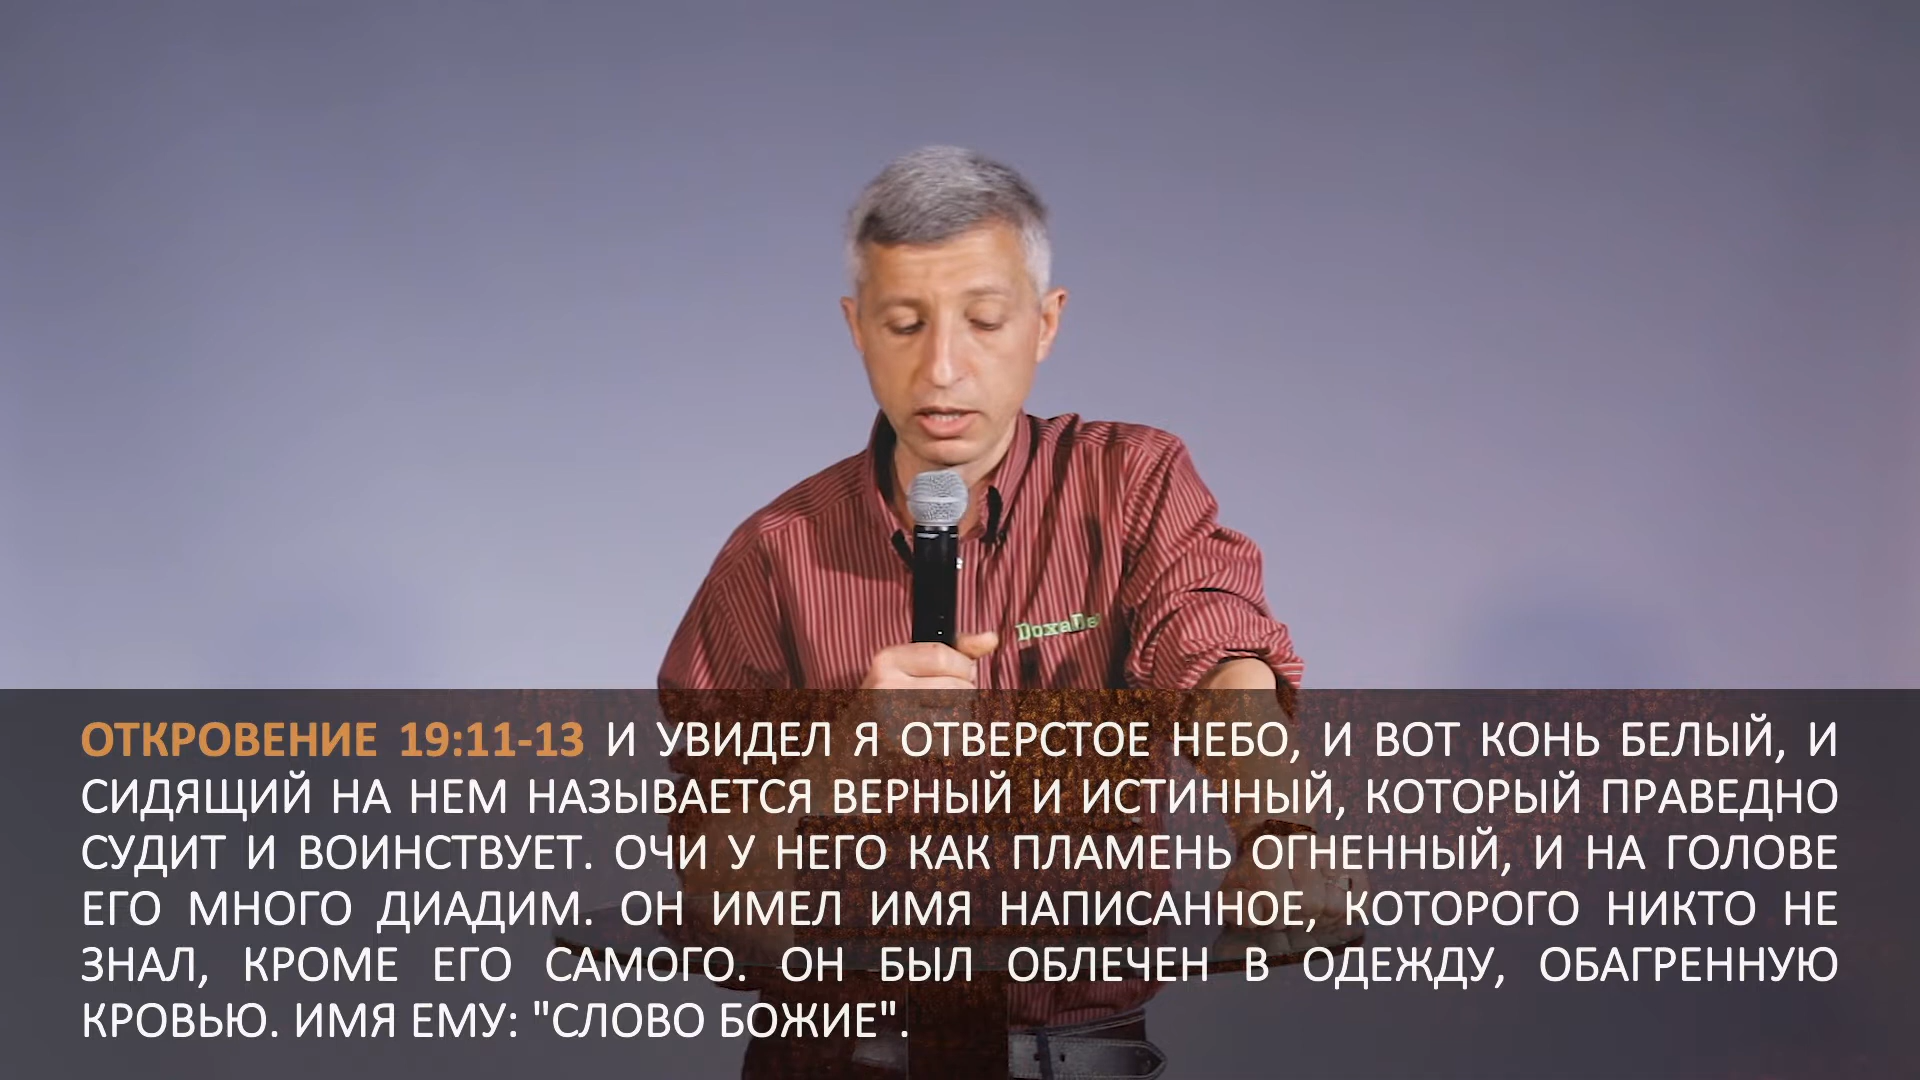 DoxaDe
ОТКРОВЕНИЕ 19:11-13 И УВИДЕЛ Я ОТВЕРСТОЕ НЕБО, И ВОТ КОНЬ БЕЛЫЙ, И
СИДЯЩИЙ НА НЕМ НАЗЫВАЕТСЯ ВЕРНЫЙ И ИСТИННЫЙ, КОТОРЫЙ ПРАВЕДНО
СУДИТ И ВОИНСТВУЕТ. ОЧИ У НЕГО КАК ПЛАМЕНЬ ОГНЕННЫЙ, И НА ГОЛОВЕ
ЕГО МНОГО ДИАДИМ. ОН ИМЕЛ ИМЯ НАПИСАННОЕ, КОТОРОГО НИКТО НЕ
ЗНАЛ, КРОМЕ ЕГО САМОГО. ОН БЫЛ ОБЛЕЧЕН В ОДЕЖДУ, ОБАГРЕННУЮ
КРОВЬЮ. ИМЯ ЕМУ: "СЛОВО БОЖИЕ".